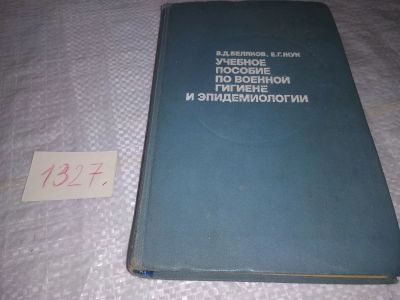 В.Д.БЕЛЯКОВ, Е.Г.ЖУК
УЧЕБНОЕ
ПОСОБИЕ
ПО ВОЕННОЙ
ГИГИЕНЕ
И ЭПИДЕМИОЛОГИИ
1327.